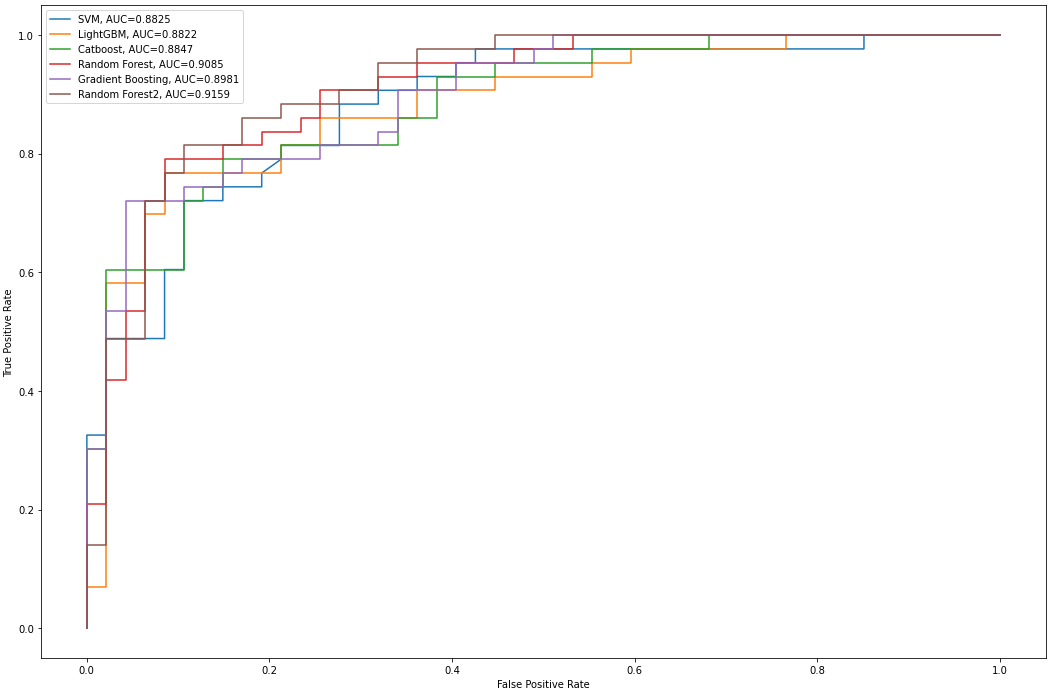 SVM, AUC=0.8825
LightGBM, AUC=0.8822
Catboost, AUC=0.8847
Random Forest, AUC=0.9085
Gradient Boosting, AUC=0.8981
Random Forest2, AUC=0.9159
True Positive Rate
1.0
0.8
0.6
0.4
0.2
0.0
0.0 0.2 0.4 0.6 0.8 1.0
False Positive Rate